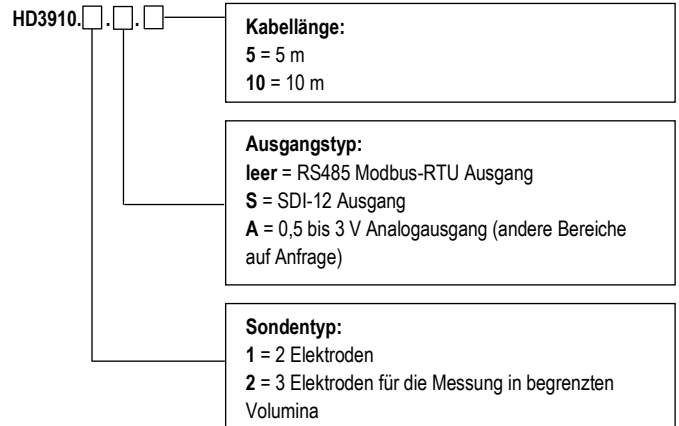 HD3910.□.□.□
Kabellänge:
5 = 5 m
10 = 10 m
Ausgangstyp:
leer = RS485 Modbus-RTU Ausgang
S = SDI-12 Ausgang
A = 0,5 bis 3 V Analogausgang (andere Bereiche
auf Anfrage)
Sondentyp:
1 = 2 Elektroden
2 = 3 Elektroden für die Messung in begrenzten
Volumina